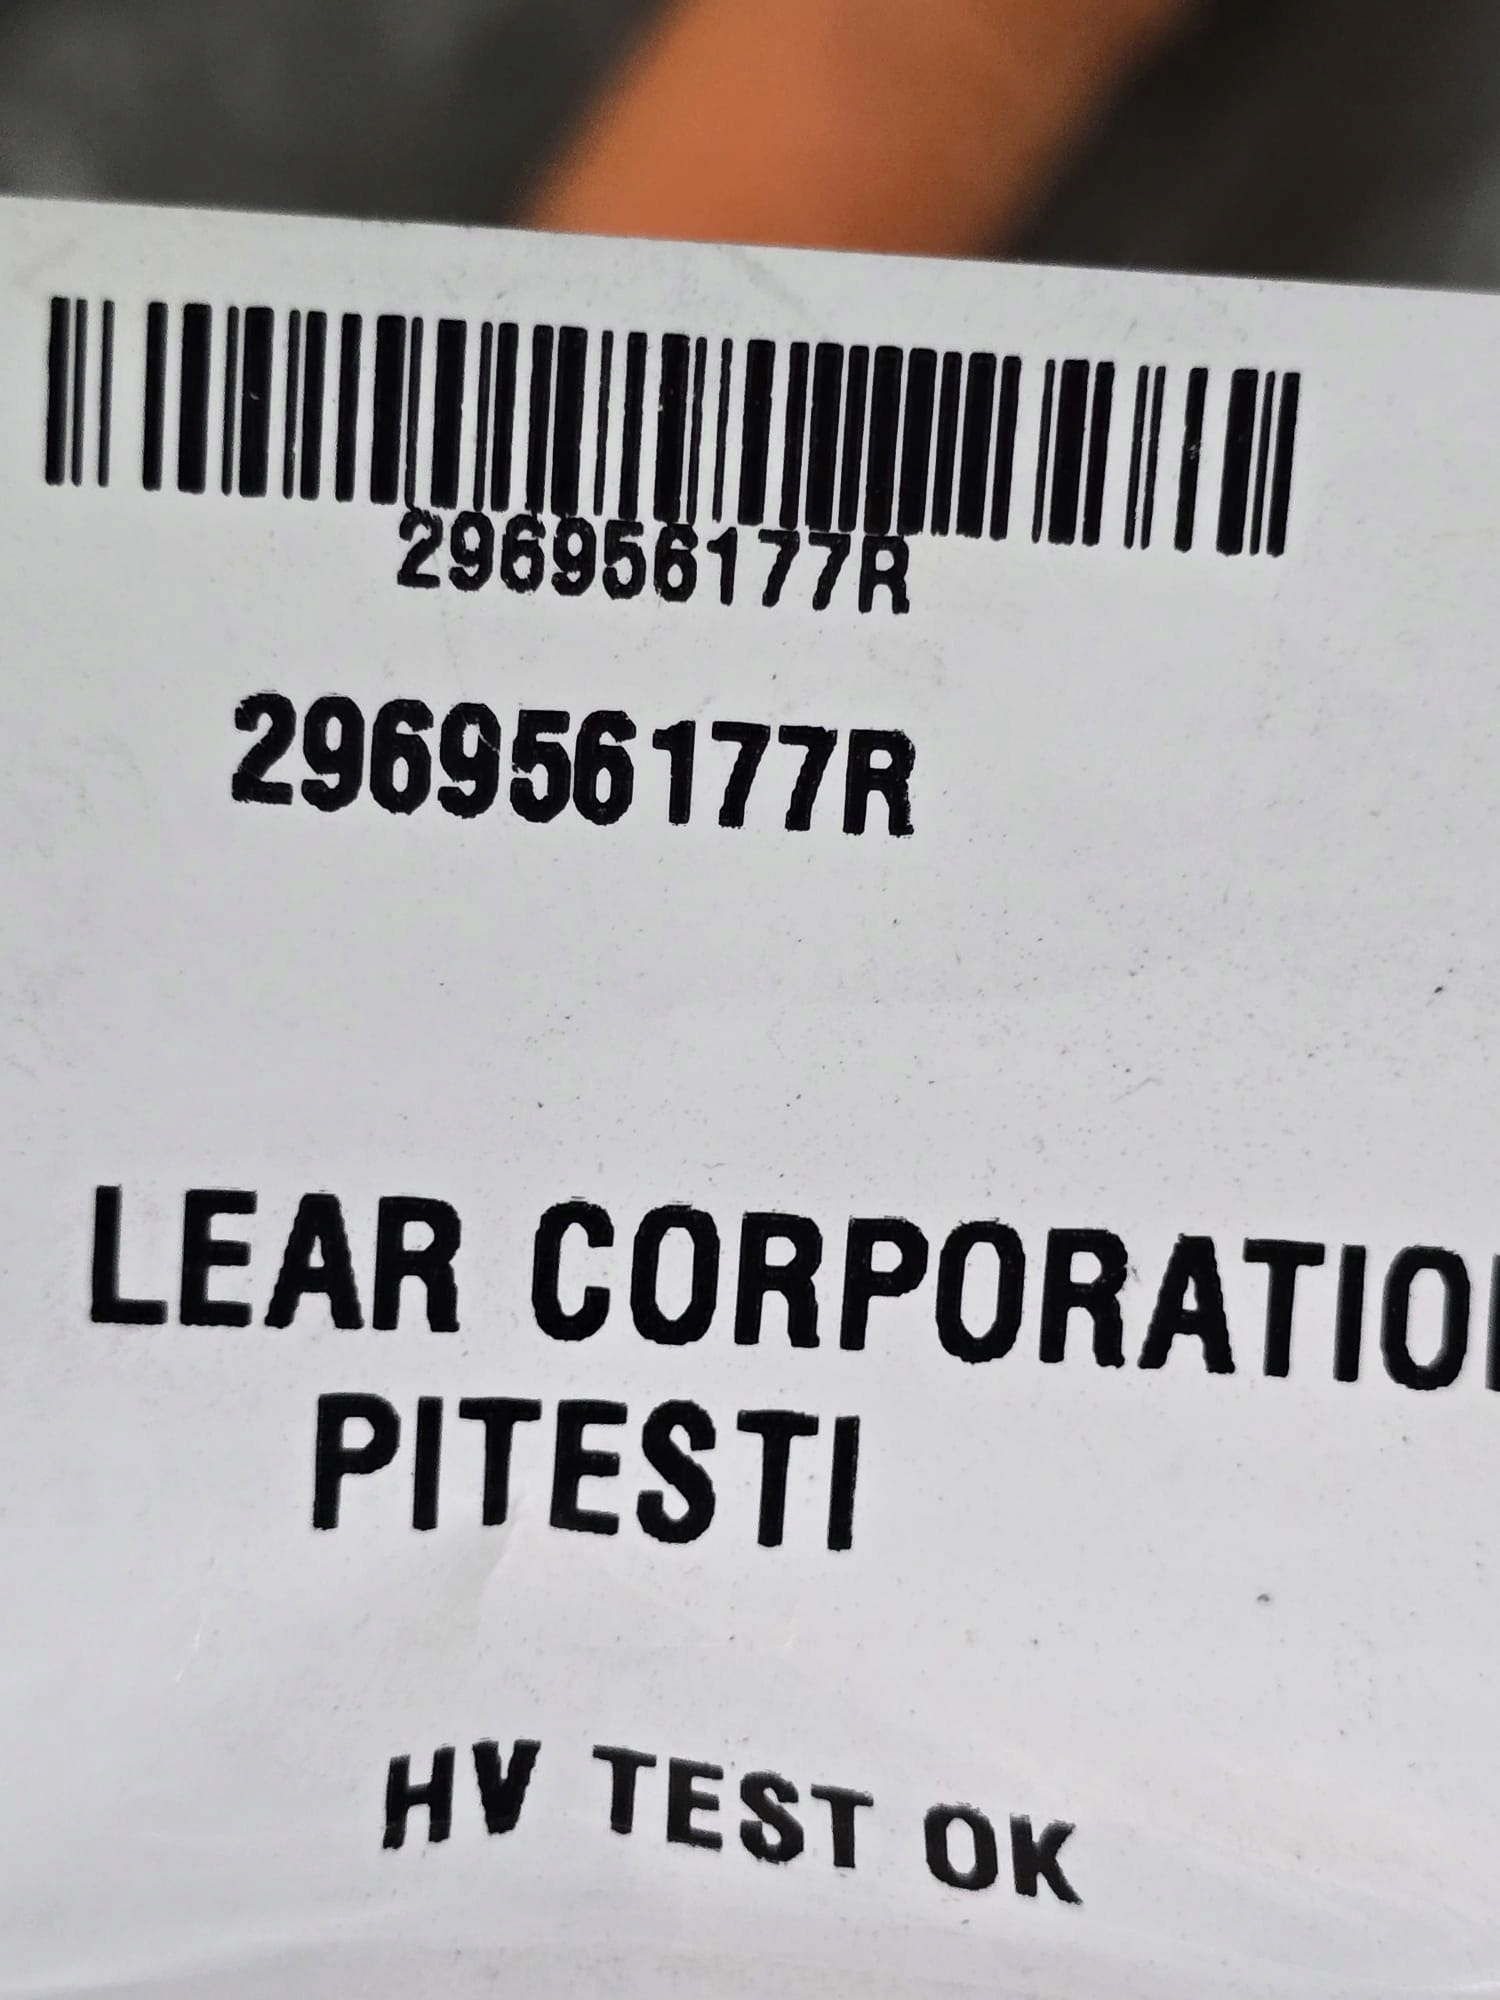 296956177R
296956177R
LEAR CORPORATIO
PITESTI
HV TEST OK